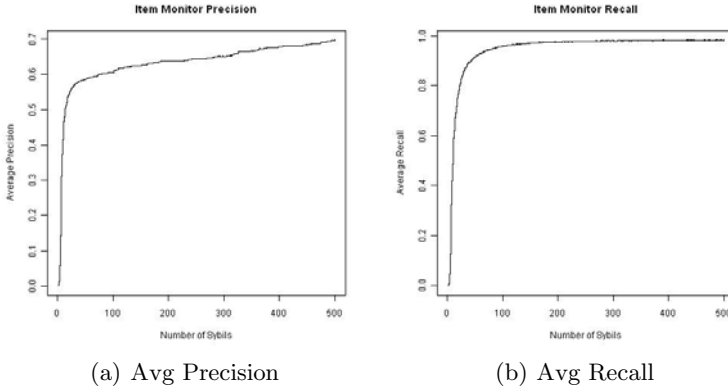 Item Monitor Precision
Average Precision
0.7
0.6
0.5
0.4
0.3
0.2
0.1
0.0
0 100 200 300 400 500
Number of Sybils
(a) Avg Precision
Item Monitor Recall
Average Recall
1.0
0.8
0.6
0.4
0.2
0.0
0 100 200 300 400 500
Number of Sybils
(b) Avg Recall